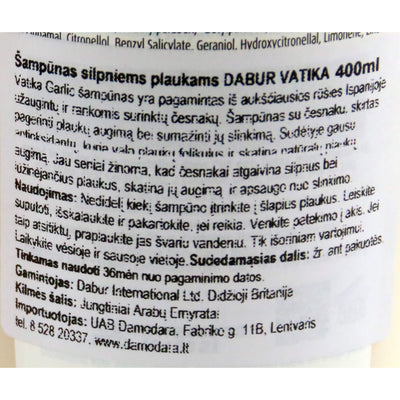 Citronellol, Benzyl Salicylate, Geraniol, Hydroxycitronellal, Limonene,
Šampūnas silpniems plaukams DABUR VATIKA 400ml
Vatika Garlic šampūnas yra pagamintas iš aukščiausios rūšies Ispanijoje
užaugintų ir rankomis surinktų česnakų. Šampūnas su česnaku, skirtas
pagerinti plaukų augimą bei sumažinti jų slinkimą. Sudėtyje gausu
antioksidantų, kurie valo plaukų folikulus ir skatina natūralų plaukų
augimą. Jau seniai žinoma, kad česnakai atgaivina silpnus bei
lūžinėjančius plaukus, skatina jų augimą ir apsaugo nuo slinkimo.
Naudojimas: Nedidelį kiekį šampūno įtrinkite į šlapius plaukus. Leiskite
suputoti, išskalaukite ir pakartokite, jei reikia. Venkite patekimo į akis. Jei
taip atsitiktų, praplaukite jas švariu vandeniu. Tik išoriniam vartojimui.
Laikykite vėsioje ir sausoje vietoje. Sudedamąsias dalis: žr. ant pakuotės.
Tinkamas naudoti 36mėn nuo pagaminimo datos.
Gamintojas: Dabur International Ltd. Didžioji Britanija
Kilmės šalis: Jungtiniai Arabų Emyratai
Importuotojas: UAB Damodara. Fabriko g 11B, Lentvaris
tel. 8 528 20337. www.damodara.lt